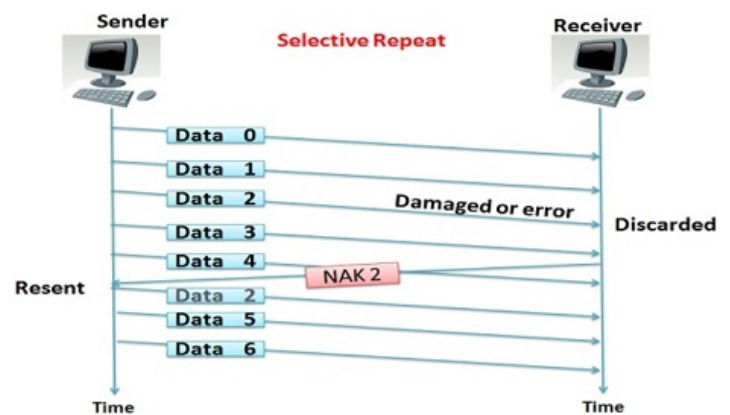 Sender
Receiver
Selective Repeat
Data 0
Data 1
Data 2
Damaged or error
Discarded
Data 3
Data 4
NAK 2
Resent
Data 2
Data 5
Data 6
Time
Time